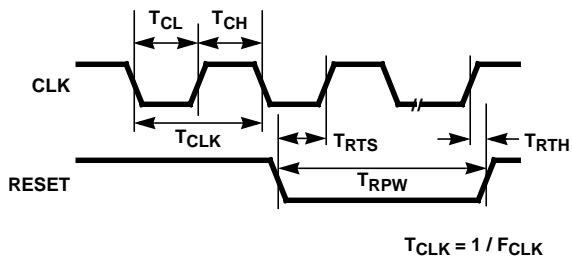 TCL TCH
CLK
TCLK TRTS TRTH
TRPW
RESET
TCLK = 1 / FCLK